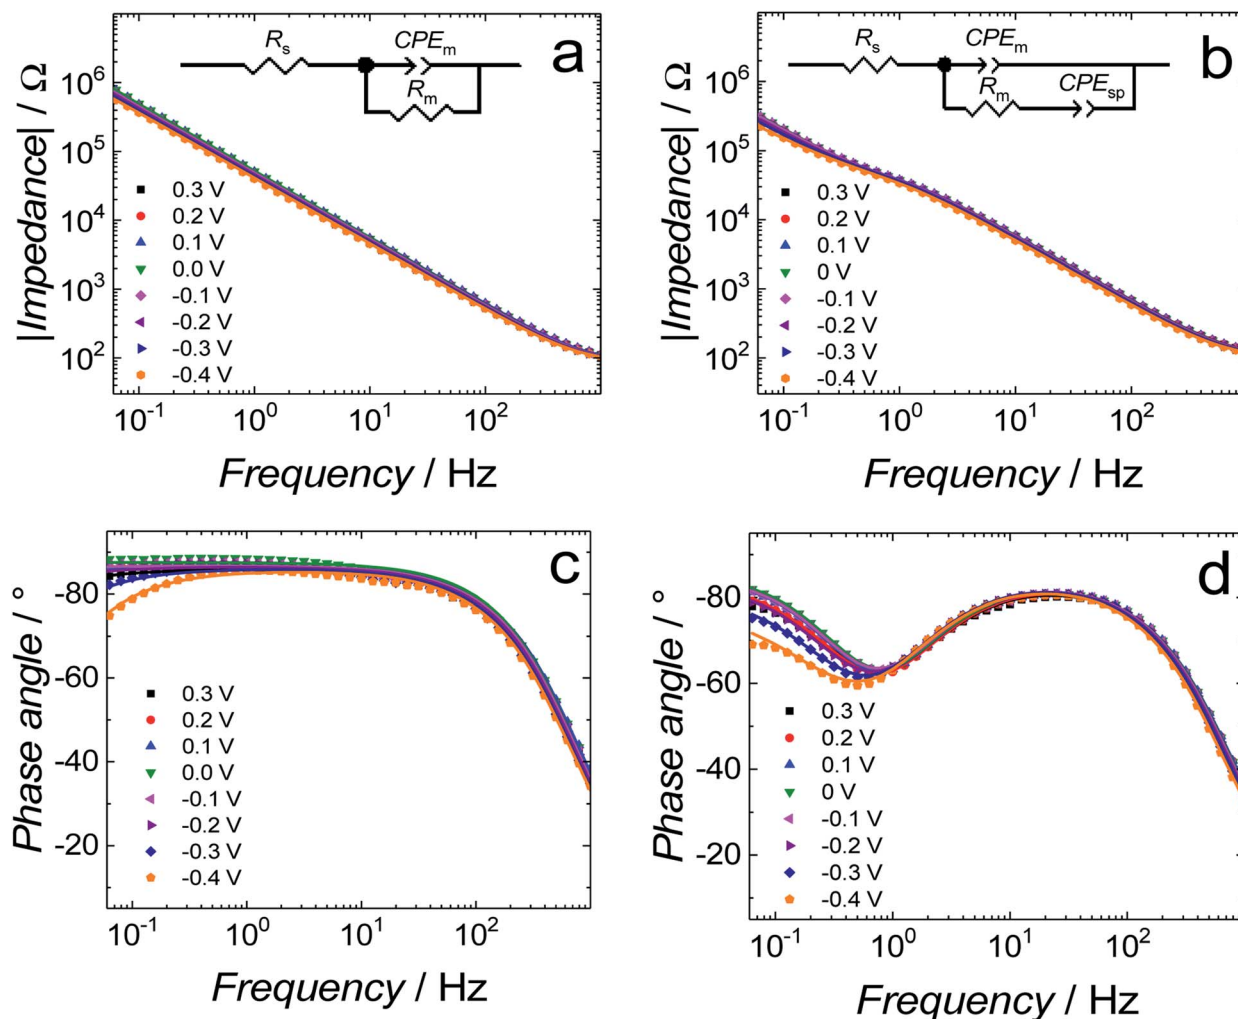 a
R_s
CPE_m
R_m
|Impedance| / Ω
10^6
10^5
10^4
10^3
10^2
0.3 V
0.2 V
0.1 V
0.0 V
-0.1 V
-0.2 V
-0.3 V
-0.4 V
10^-1 10^0 10^1 10^2
Frequency / Hz
b
R_s
CPE_m
R_m
CPE_sp
|Impedance| / Ω
10^6
10^5
10^4
10^3
10^2
0.3 V
0.2 V
0.1 V
0 V
-0.1 V
-0.2 V
-0.3 V
-0.4 V
10^-1 10^0 10^1 10^2
Frequency / Hz
c
Phase angle / °
-80
-60
-40
-20
0.3 V
0.2 V
0.1 V
0.0 V
-0.1 V
-0.2 V
-0.3 V
-0.4 V
10^-1 10^0 10^1 10^2
Frequency / Hz
d
Phase angle / °
-80
-60
-40
-20
0.3 V
0.2 V
0.1 V
0 V
-0.1 V
-0.2 V
-0.3 V
-0.4 V
10^-1 10^0 10^1 10^2
Frequency / Hz